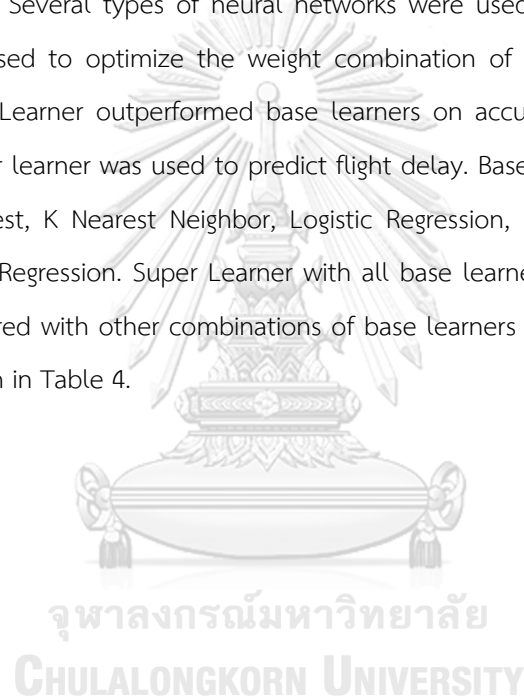 Several types of neural networks were used
sed to optimize the weight combination of
Learner outperformed base learners on accu
r learner was used to predict flight delay. Base
est, K Nearest Neighbor, Logistic Regression,
Regression. Super Learner with all base learne
red with other combinations of base learners
n in Table 4.
จุฬาลงกรณ์มหาวิทยาลัย
CHULALONGKORN UNIVERSITY